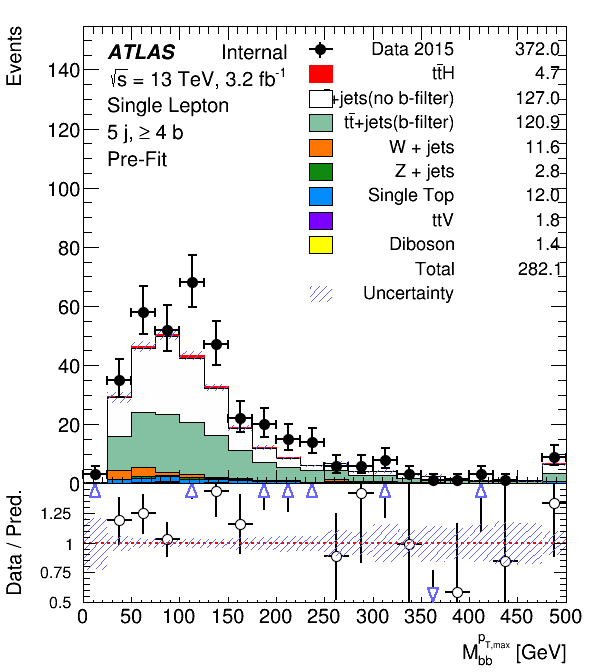 Events
ATLAS Internal
√s = 13 TeV, 3.2 fb⁻¹
Single Lepton
5 j, ≥ 4 b
Pre-Fit
Data 2015 372.0
tt̄H 4.7
+jets(no b-filter) 127.0
tt̄+jets(b-filter) 120.9
W + jets 11.6
Z + jets 2.8
Single Top 12.0
ttV 1.8
Diboson 1.4
Total 282.1
Uncertainty
140
120
100
80
60
40
20
0
Data / Pred.
1.25
1
0.75
0.5
0 50 100 150 200 250 300 350 400 450 500
M_bb^{p_T,max} [GeV]